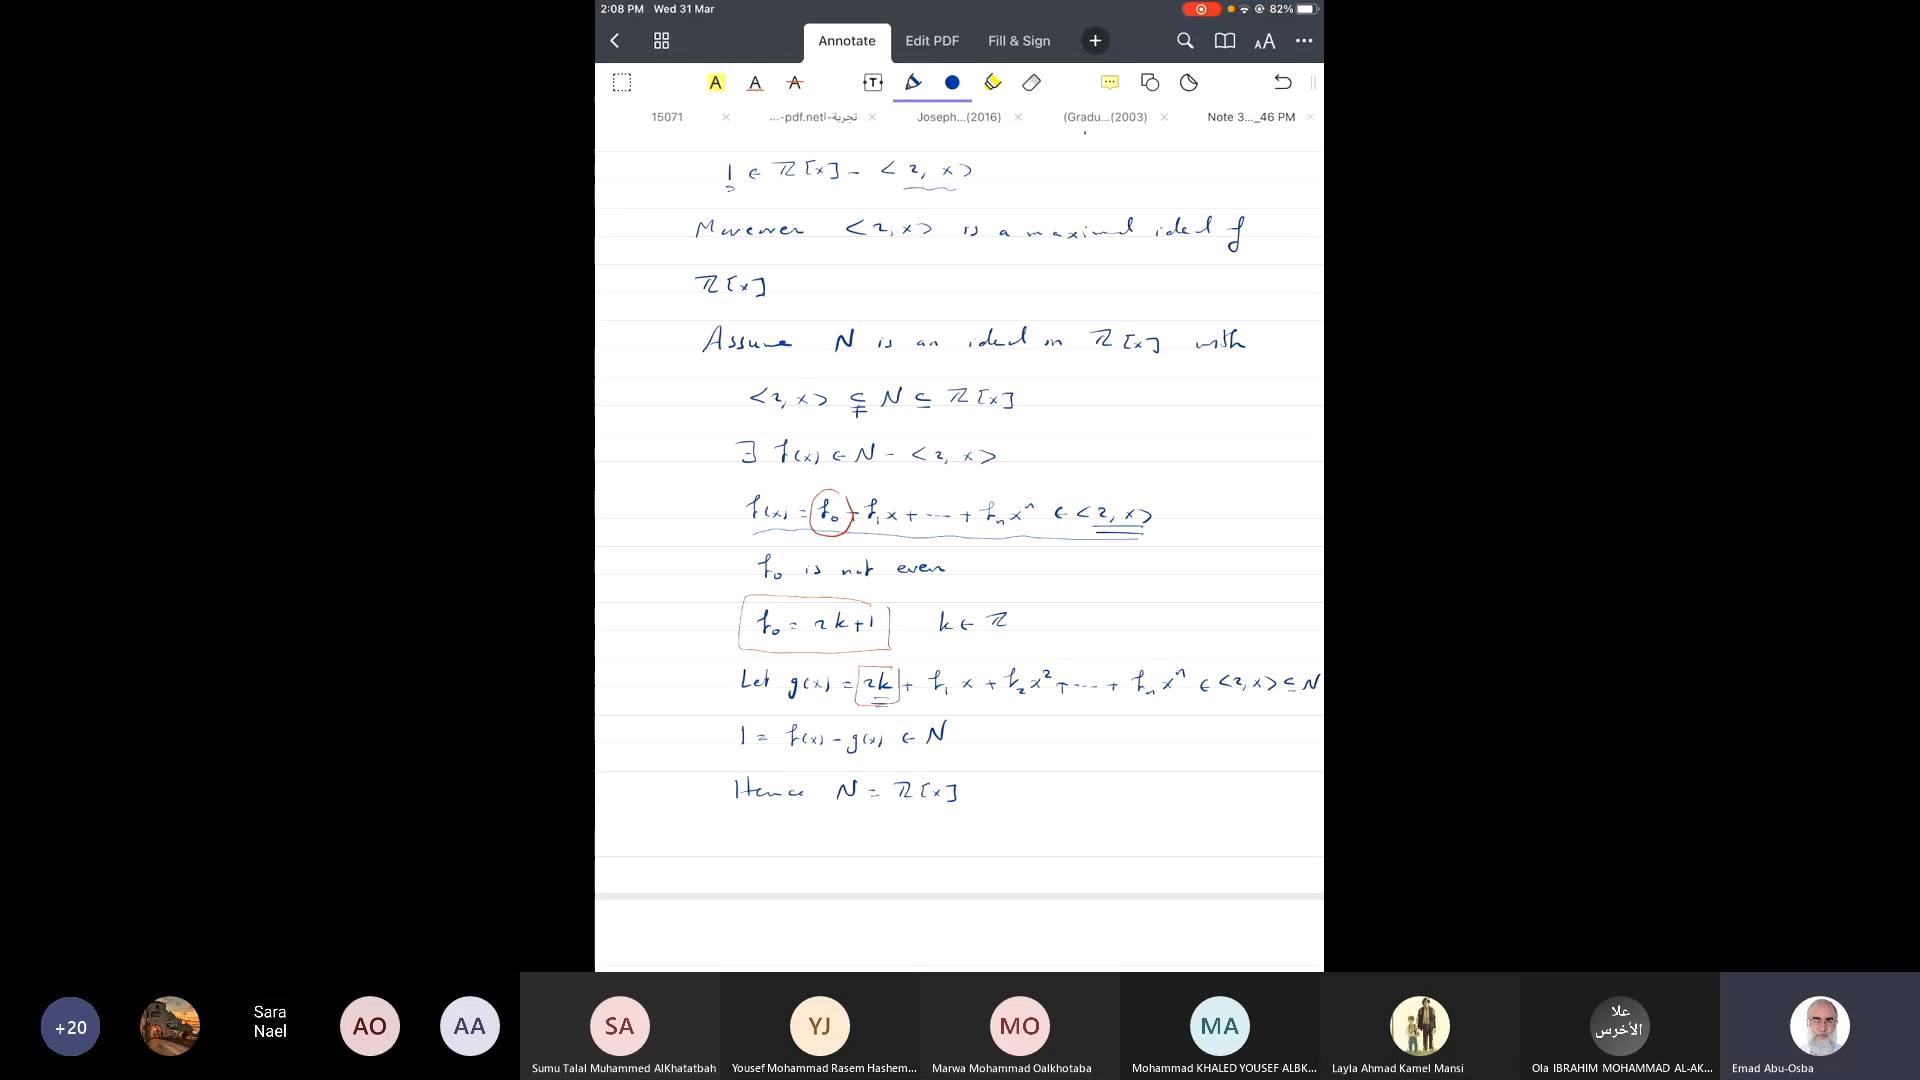 2:08 PM Wed 31 Mar 82%
Annotate Edit PDF Fill & Sign
15071 ...-pdf.net|-تجربة Joseph...(2016) (Gradu...(2003) Note 3..._46 PM
1 ∈ ℤ[x] - <2, x>
Moreover <2, x> is a maximal ideal of
ℤ[x]
Assume N is an ideal in ℤ[x] with
<2, x> ⊊ N ⊆ ℤ[x]
∃ f(x) ∈ N - <2, x>
f(x) = f₀ + f₁x + ... + fₙxⁿ ∈ <2, x>
f₀ is not even
f₀ = 2k+1 k ∈ ℤ
Let g(x) = 2k + f₁x + f₂x² + ... + fₙxⁿ ∈ <2, x> ⊆ N
1 = f(x) - g(x) ∈ N
Hence N = ℤ[x]
+20
Sara
Nael
AO
AA
SA
YJ
MO
MA
علا
الأخرس
Sumu Talal Muhammed AlKhatatbah
Yousef Mohammad Rasem Hashem...
Marwa Mohammad Oalkhotaba
Mohammad KHALED YOUSEF ALBK...
Layla Ahmad Kamel Mansi
Ola IBRAHIM MOHAMMAD AL-AK...
Emad Abu-Osba